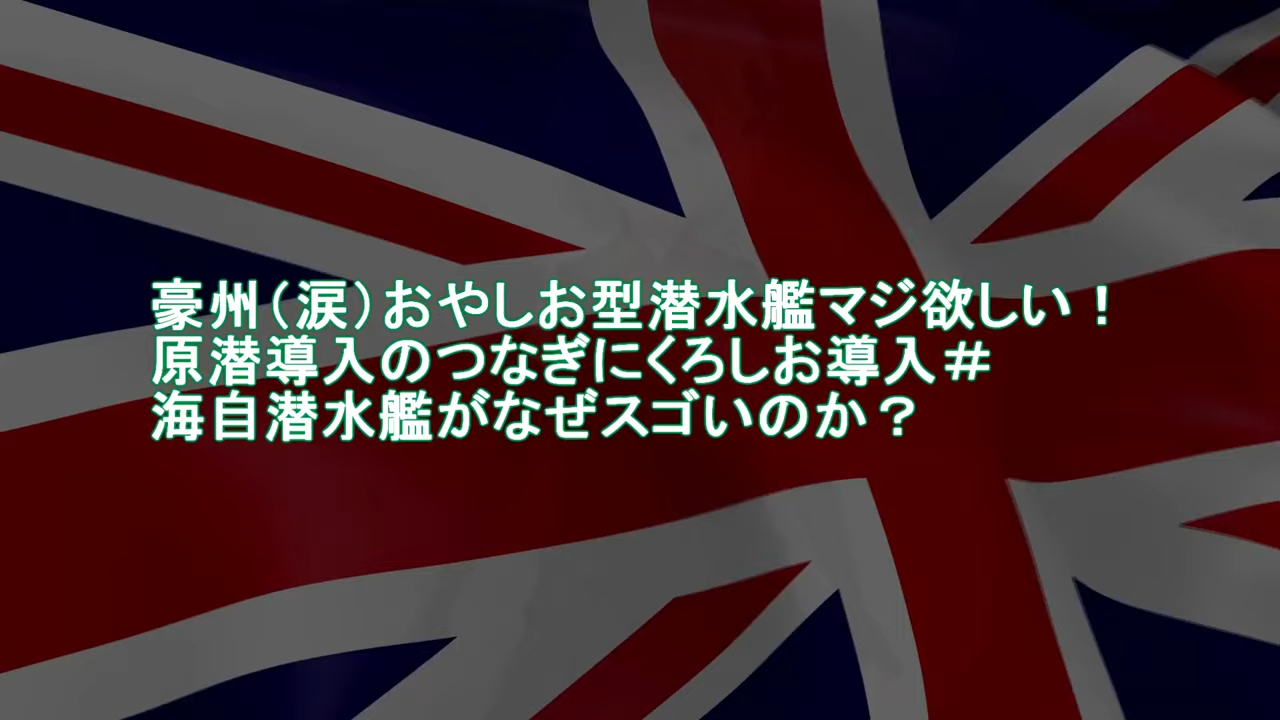 豪州（涙）おやしお型潜水艦マジ欲しい！
原潜導入のつなぎにくろしお導入＃
海自潜水艦がなぜスゴいのか？